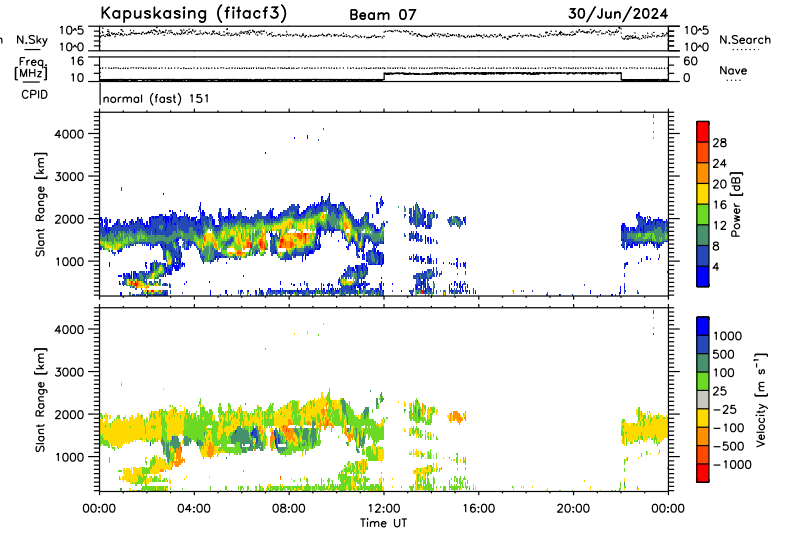 Kapuskasing (fitacf3) Beam 07 30/Jun/2024
n N.Sky 10^5 10^5 N.Search
10^0 10^0
Freq. 16 60
[MHz] 10 0 Nave
CPID normal (fast) 151
4000
3000
2000
1000
Slant Range [km]
28
24
20
16
12
8
4
Power [dB]
4000
3000
2000
1000
Slant Range [km]
1000
500
100
25
-25
-100
-500
-1000
Velocity [m s⁻¹]
00:00 04:00 08:00 12:00 16:00 20:00 00:00
Time UT